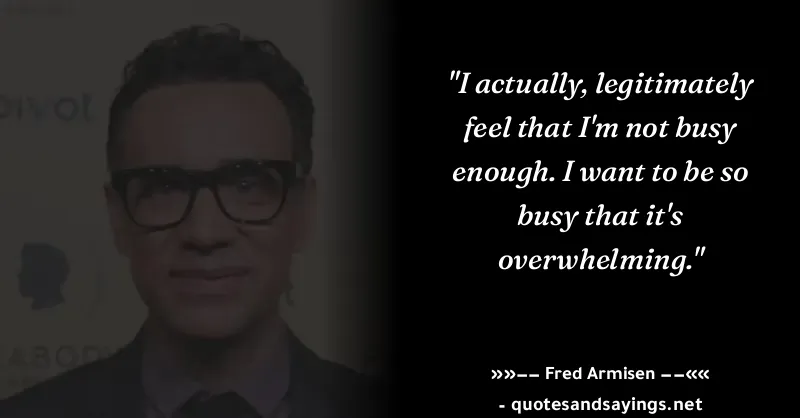 pivot
"I actually, legitimately
feel that I'm not busy
enough. I want to be so
busy that it's
overwhelming."
»»–– Fred Armisen ––««
- quotesandsayings.net